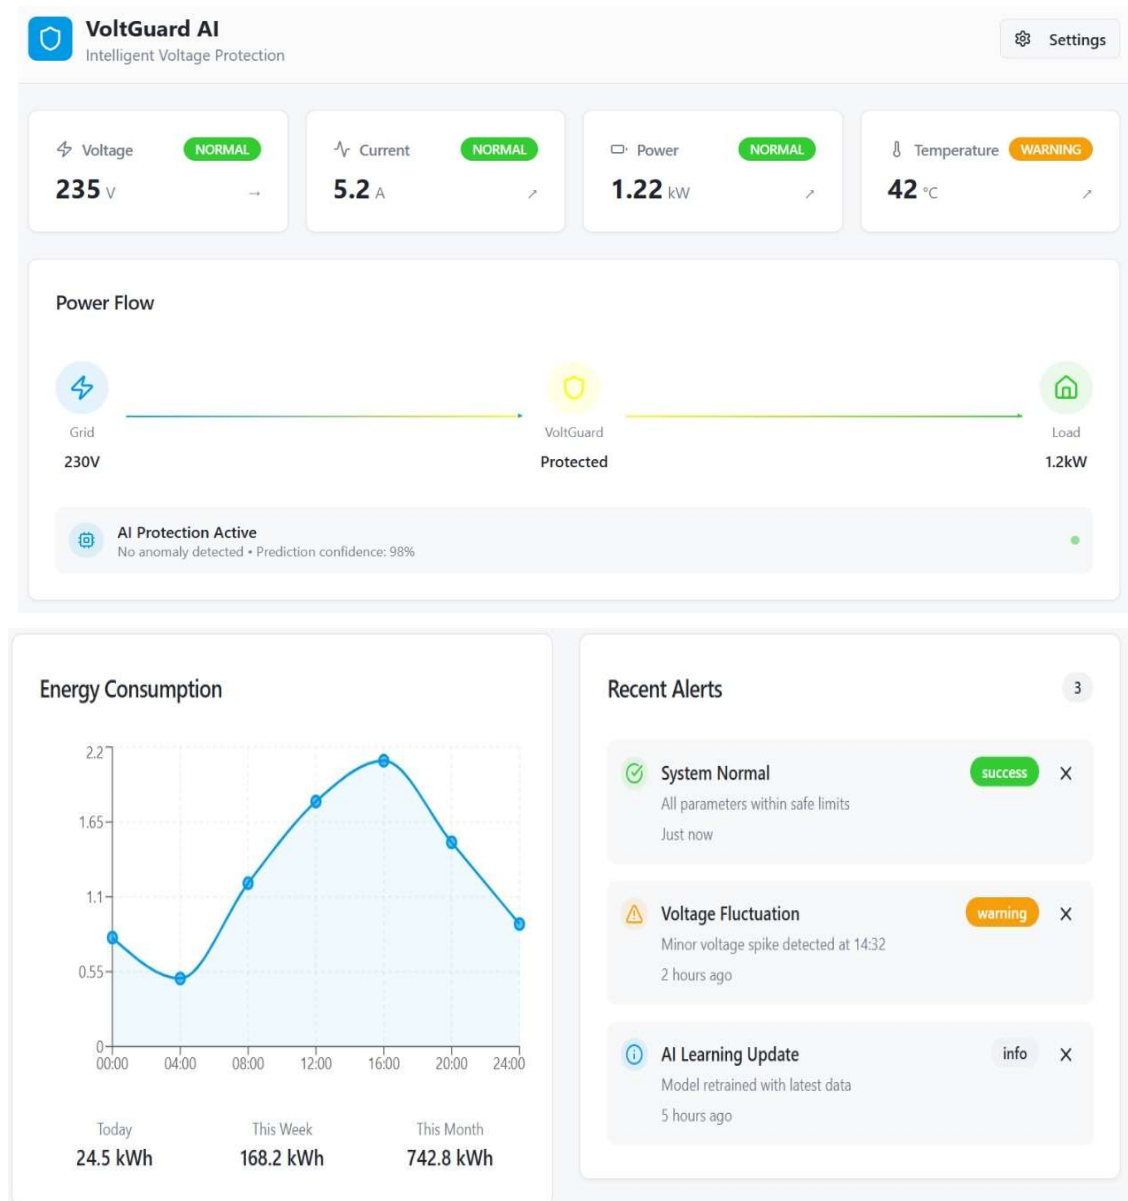 VoltGuard AI
Intelligent Voltage Protection
Settings
Voltage NORMAL
235 V →
Current NORMAL
5.2 A ↗
Power NORMAL
1.22 kW ↗
Temperature WARNING
42 °C ↗
Power Flow
Grid
230V
VoltGuard
Protected
Load
1.2kW
AI Protection Active
No anomaly detected • Prediction confidence: 98%
Energy Consumption
2.2
1.65
1.1
0.55
0
00:00 04:00 08:00 12:00 16:00 20:00 24:00
Today This Week This Month
24.5 kWh 168.2 kWh 742.8 kWh
Recent Alerts 3
System Normal success X
All parameters within safe limits
Just now
Voltage Fluctuation warning X
Minor voltage spike detected at 14:32
2 hours ago
AI Learning Update info X
Model retrained with latest data
5 hours ago